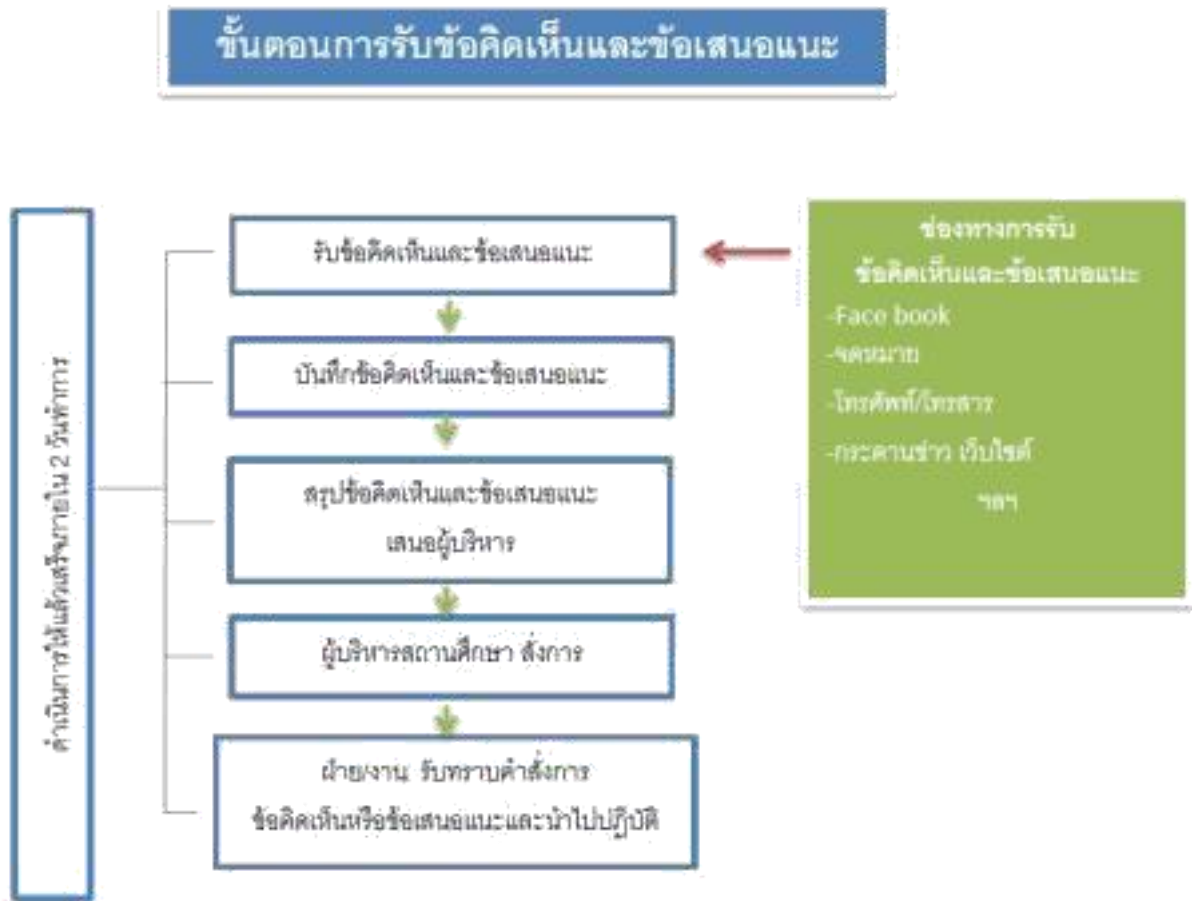 ขั้นตอนการรับข้อคิดเห็นและข้อเสนอแนะ
รับข้อคิดเห็นและข้อเสนอแนะ
บันทึกข้อคิดเห็นและข้อเสนอแนะ
สรุปข้อคิดเห็นและข้อเสนอแนะ
เสนอผู้บริหาร
ผู้บริหารสถานศึกษา สั่งการ
ฝ่าย/งาน รับทราบคำสั่งการ
ข้อคิดเห็นหรือข้อเสนอแนะและนำไปปฏิบัติ
ดำเนินการให้แล้วเสร็จภายใน 2 วันทำการ
ช่องทางการรับ
ข้อคิดเห็นและข้อเสนอแนะ
-Face book
-จดหมาย
-โทรศัพท์/โทรสาร
-กระดานข่าว เว็บไซต์
ฯลฯ